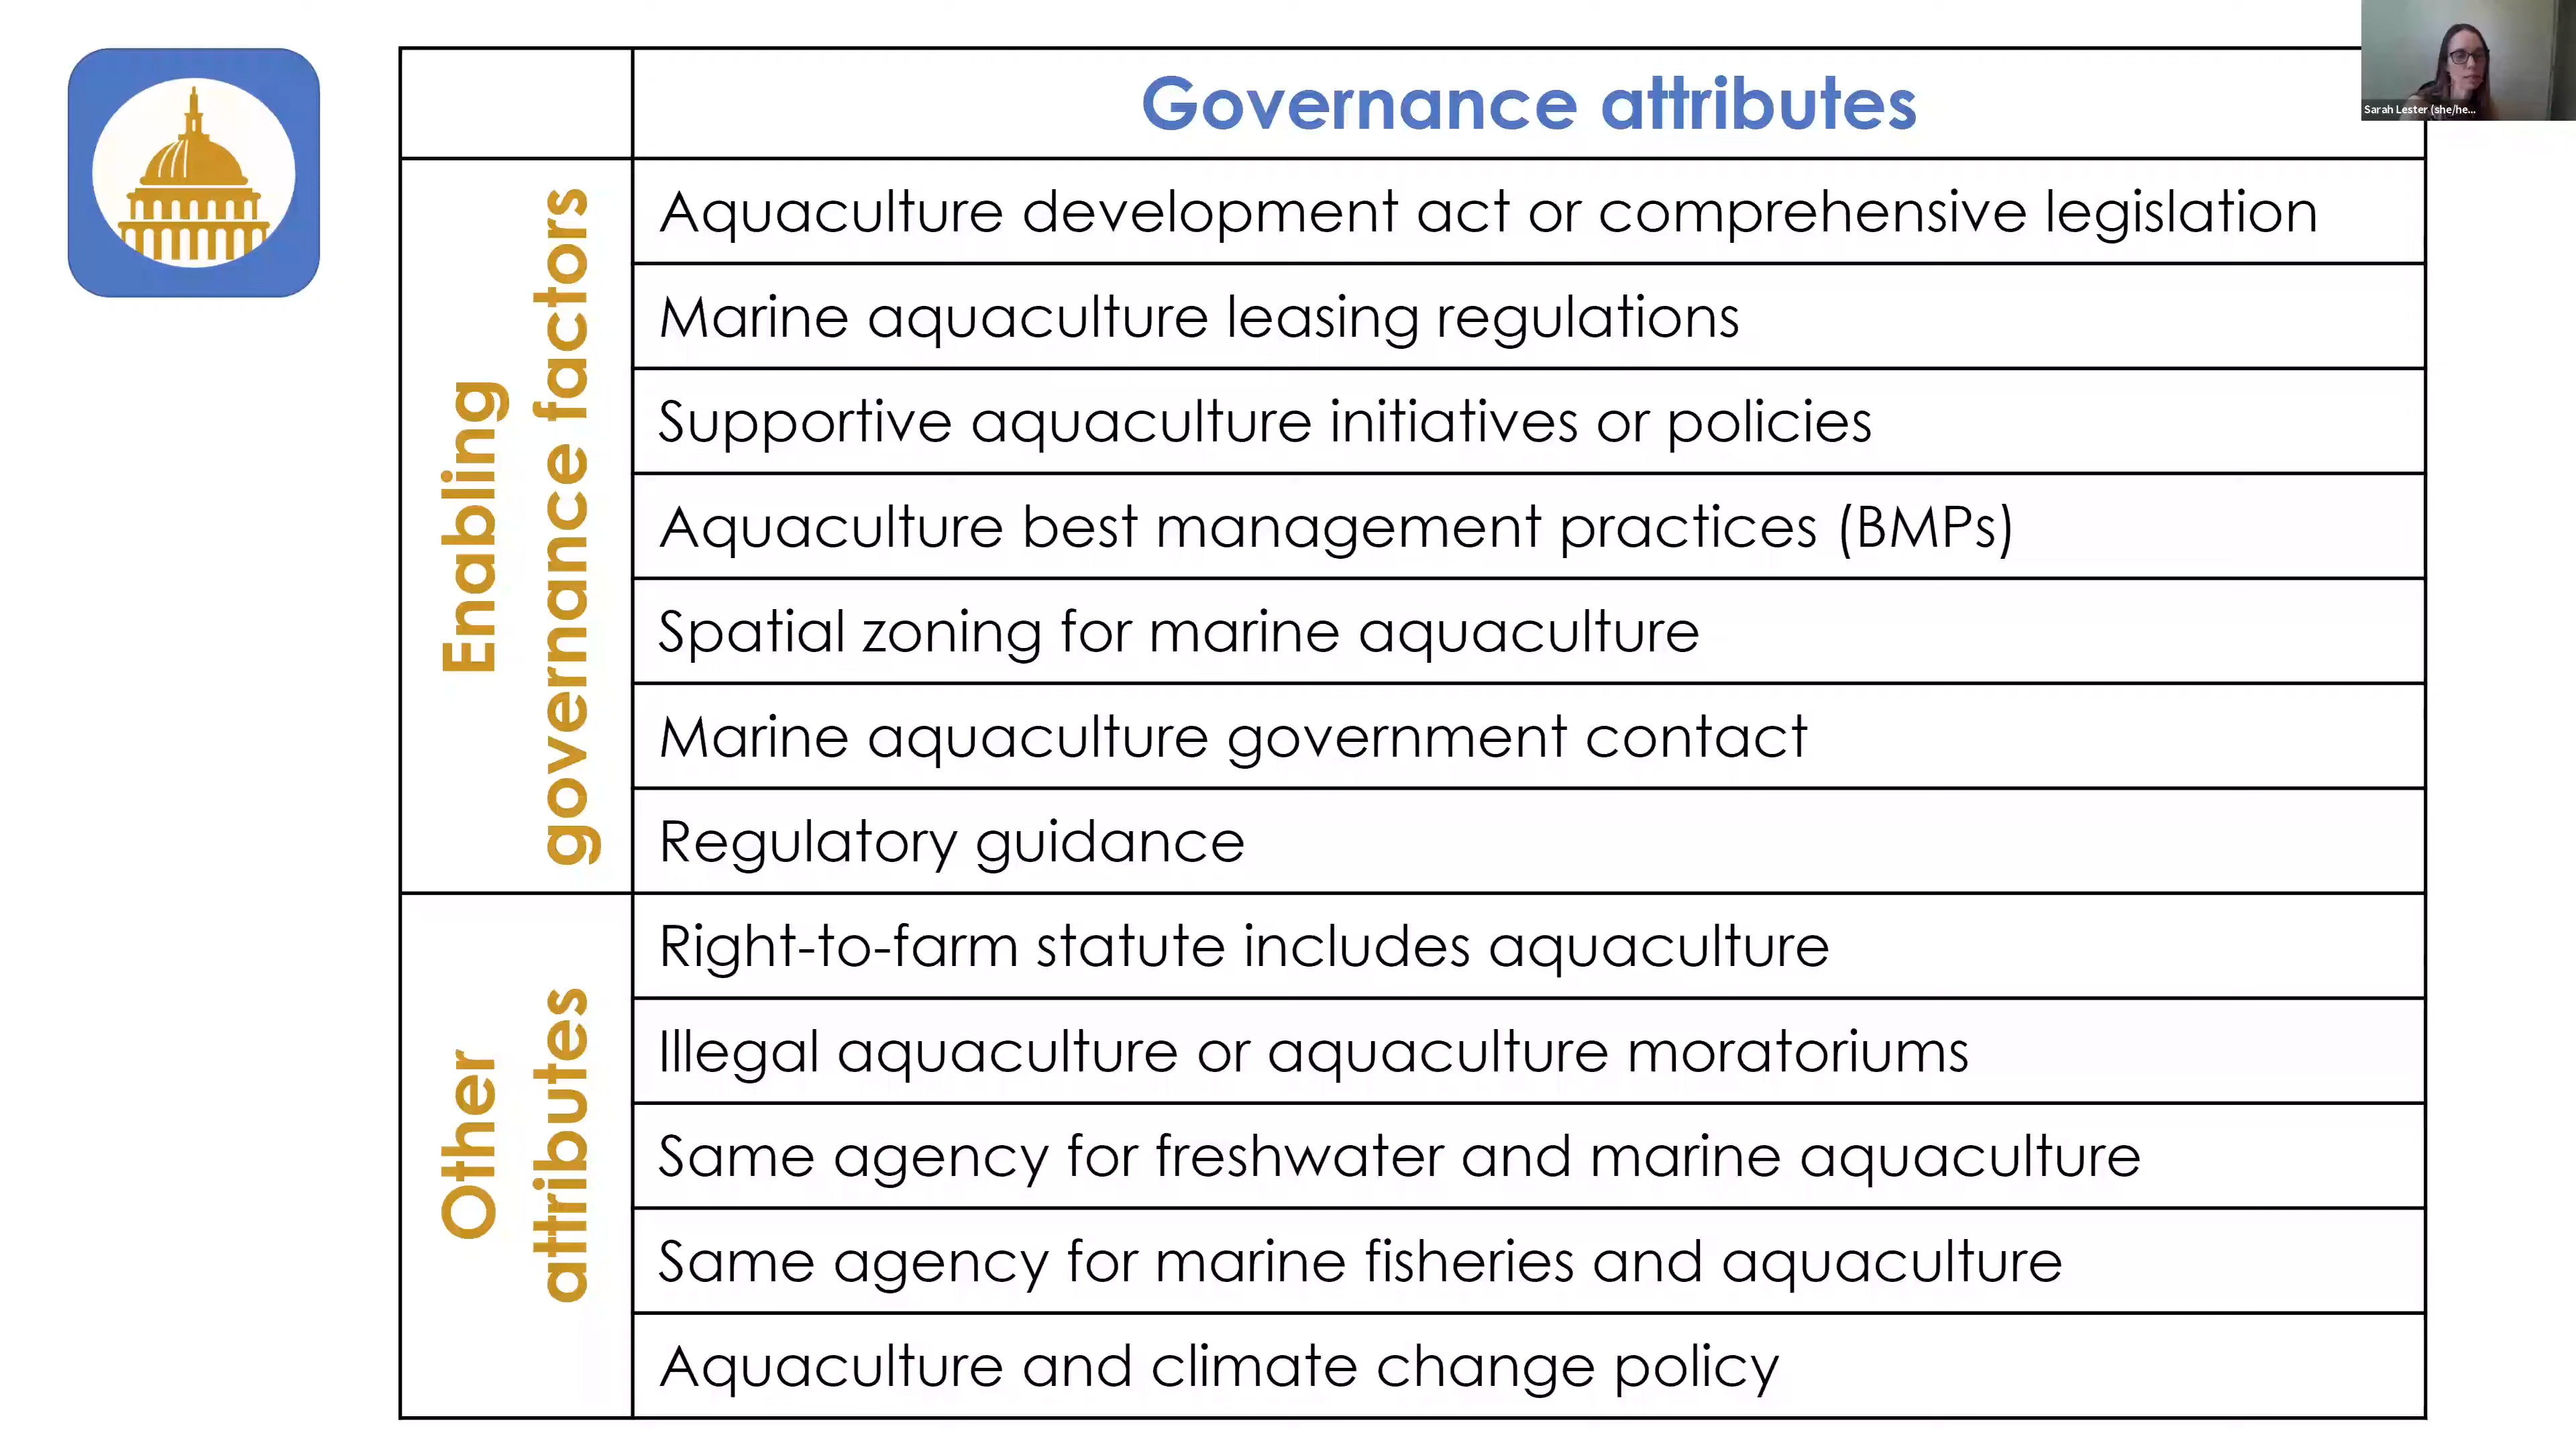 Governance attributes
Sarah Lester (she/he...
Enabling
governance factors
Aquaculture development act or comprehensive legislation
Marine aquaculture leasing regulations
Supportive aquaculture initiatives or policies
Aquaculture best management practices (BMPs)
Spatial zoning for marine aquaculture
Marine aquaculture government contact
Regulatory guidance
Other
attributes
Right-to-farm statute includes aquaculture
Illegal aquaculture or aquaculture moratoriums
Same agency for freshwater and marine aquaculture
Same agency for marine fisheries and aquaculture
Aquaculture and climate change policy